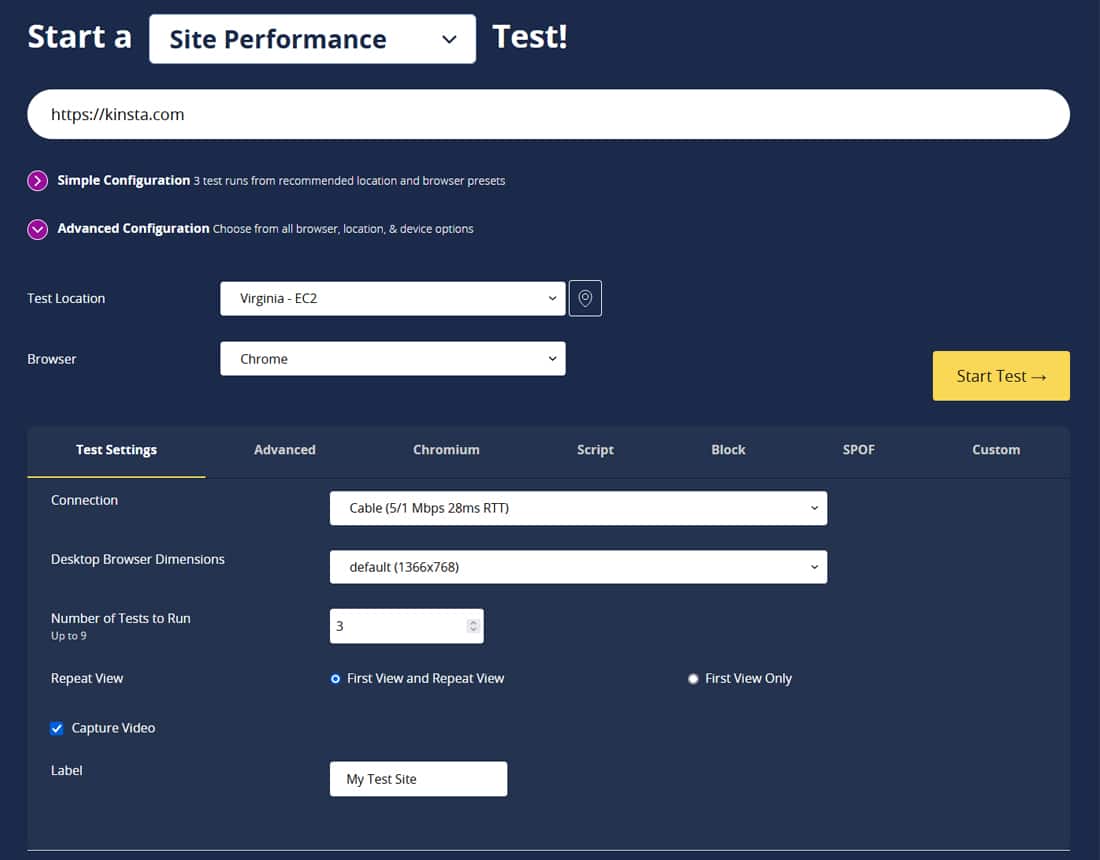 Start a Site Performance Test!
https://kinsta.com
Simple Configuration 3 test runs from recommended location and browser presets
Advanced Configuration Choose from all browser, location, & device options
Test Location Virginia - EC2
Browser Chrome
Start Test →
Test Settings Advanced Chromium Script Block SPOF Custom
Connection Cable (5/1 Mbps 28ms RTT)
Desktop Browser Dimensions default (1366x768)
Number of Tests to Run 3
Up to 9
Repeat View First View and Repeat View First View Only
Capture Video
Label My Test Site